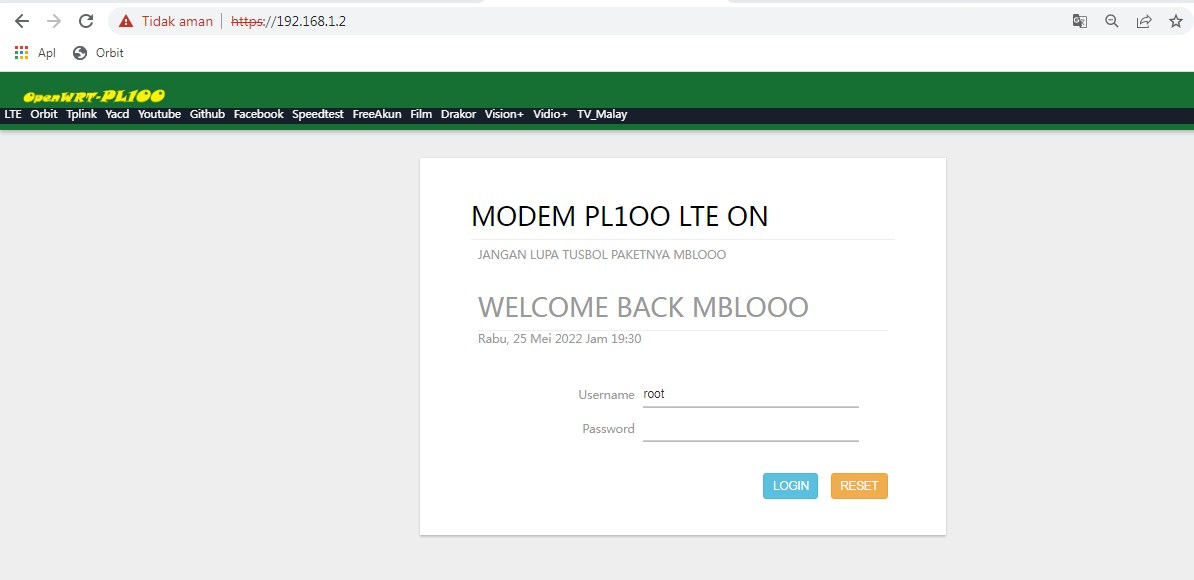 Tidak aman | https://192.168.1.2
Apl Orbit
OpenWRT-PL100
LTE Orbit Tplink Yacd Youtube Github Facebook Speedtest FreeAkun Film Drakor Vision+ Vidio+ TV_Malay
MODEM PL1OO LTE ON
JANGAN LUPA TUSBOL PAKETNYA MBLOOO
WELCOME BACK MBLOOO
Rabu, 25 Mei 2022 Jam 19:30
Username root
Password
LOGIN RESET